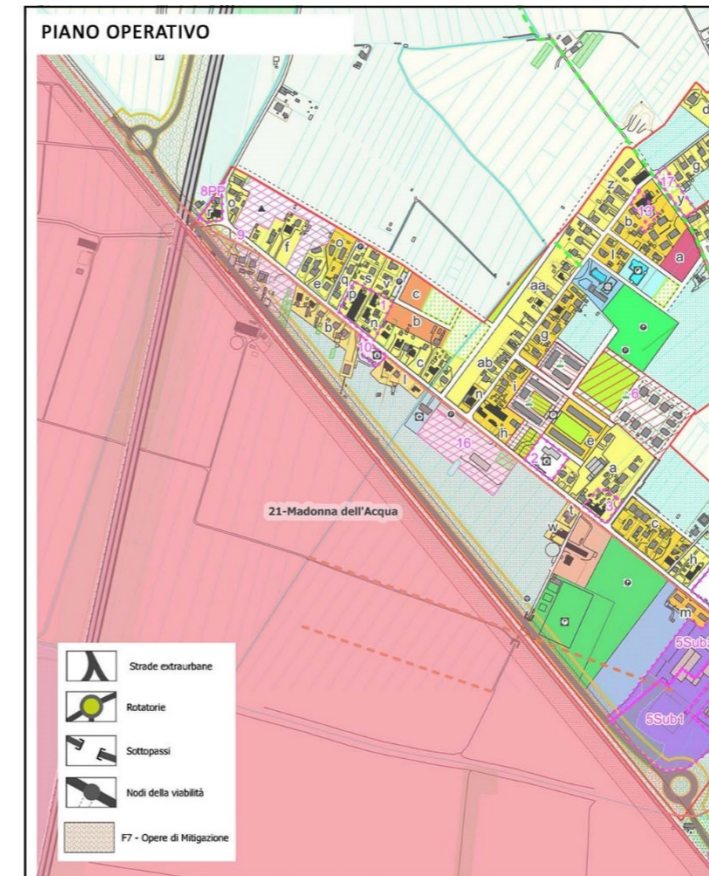 PIANO OPERATIVO
d
g
17
y
z
13
b
8PP
o
a
l
9
f
o
aa
e
q
s
v
c
p
1
n
b
g
b
10
c
ab
6
l
n
i
h
e
16
2
a
3
21-Madonna dell'Acqua
t
w
c
h
m
5Sub1
Strade extraurbane
Rotatorie
Sottopassi
Nodi della viabilità
F7 - Opere di Mitigazione